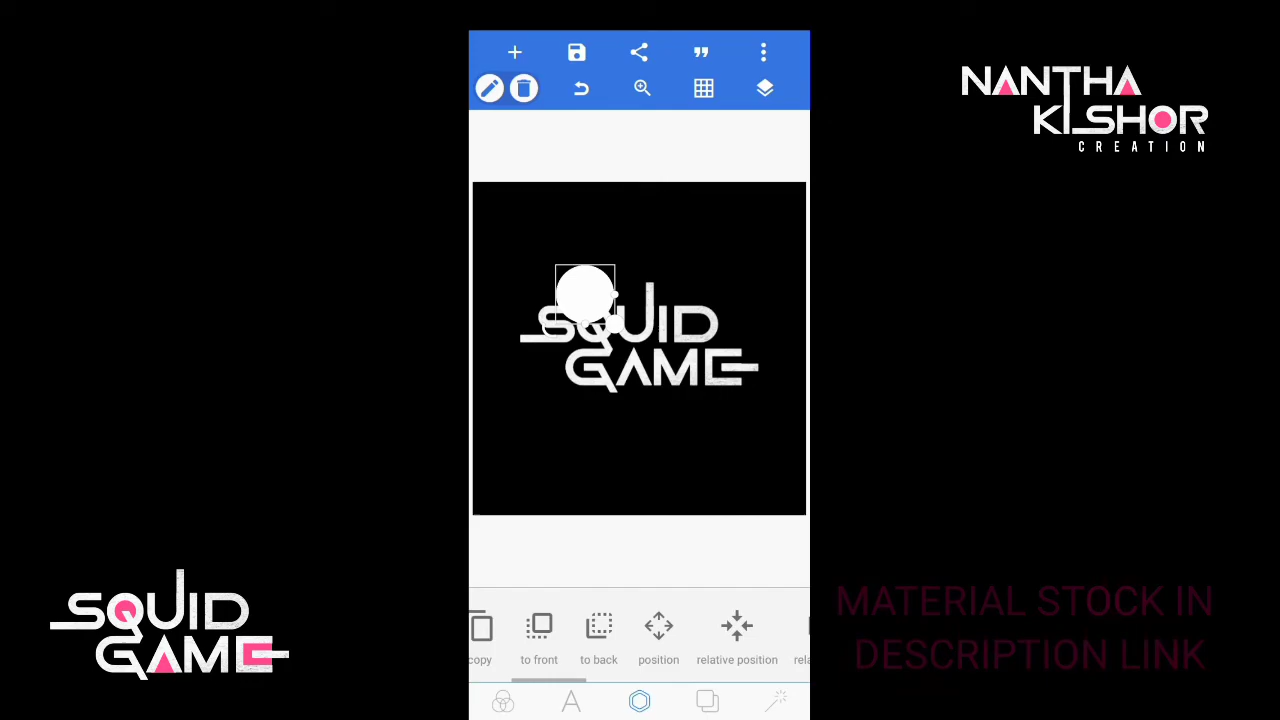 NANTHA
KISHOR
CREATION
SQUID
GAME
copy
to front
to back
position
relative position
rela
SQUID
GAME
MATERIAL STOCK IN
DESCRIPTION LINK